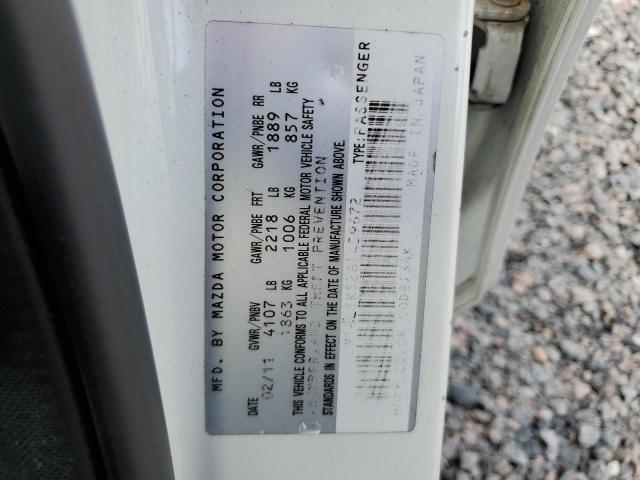 MFD. BY MAZDA MOTOR CORPORATION
DATE GVWR/PNBV GAWR/PNBE FRT GAWR/PNBE RR
02/11 4107 LB 2218 LB 1889 LB
1863 KG 1006 KG 857 KG
THIS VEHICLE CONFORMS TO ALL APPLICABLE FEDERAL MOTOR VEHICLE SAFETY
, BUMPER, AND THEFT PREVENTION
STANDARDS IN EFFECT ON THE DATE OF MANUFACTURE SHOWN ABOVE.
TYPE: PASSENGER
MADE IN JAPAN